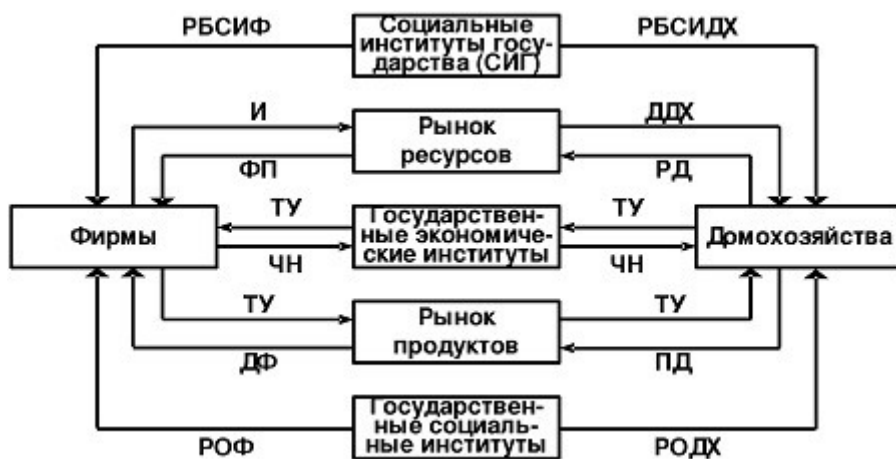 РБСИФ
Социальные
институты госу-
дарства (СИГ)
РБСИДХ
И
Рынок
ресурсов
ДДХ
ФП
РД
Фирмы
ТУ
Государствен-
ные экономиче-
ские институты
ТУ
Домохозяйства
ЧН
ЧН
ТУ
Рынок
продуктов
ТУ
ДФ
ПД
Государствен-
ные социаль-
ные институты
РОФ
РОДХ